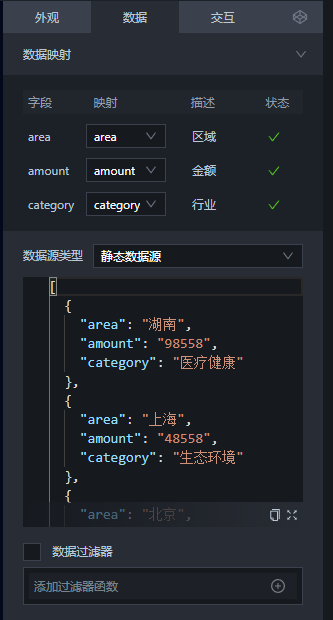 外观 数据 交互
数据映射
字段 映射 描述 状态
area area 区域
amount amount 金额
category category 行业
数据源类型 静态数据源
[
{
"area": "湖南",
"amount": "98558",
"category": "医疗健康"
},
{
"area": "上海",
"amount": "48558",
"category": "生态环境"
},
{
"area": "北京",
数据过滤器
添加过滤器函数